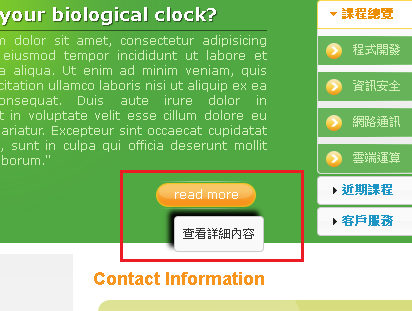 your biological clock?
m dolor sit amet, consectetur adipisicing
eiusmod tempor incididunt ut labore et
a aliqua. Ut enim ad minim veniam, quis
citation ullamco laboris nisi ut aliquip ex ea
onsequat. Duis aute irure dolor in
t in voluptate velit esse cillum dolore eu
ariatur. Excepteur sint occaecat cupidatat
, sunt in culpa qui officia deserunt mollit
aborum."
read more
查看詳細內容
Contact Information
課程總覽
程式開發
資訊安全
網路通訊
雲端運算
近期課程
客戶服務